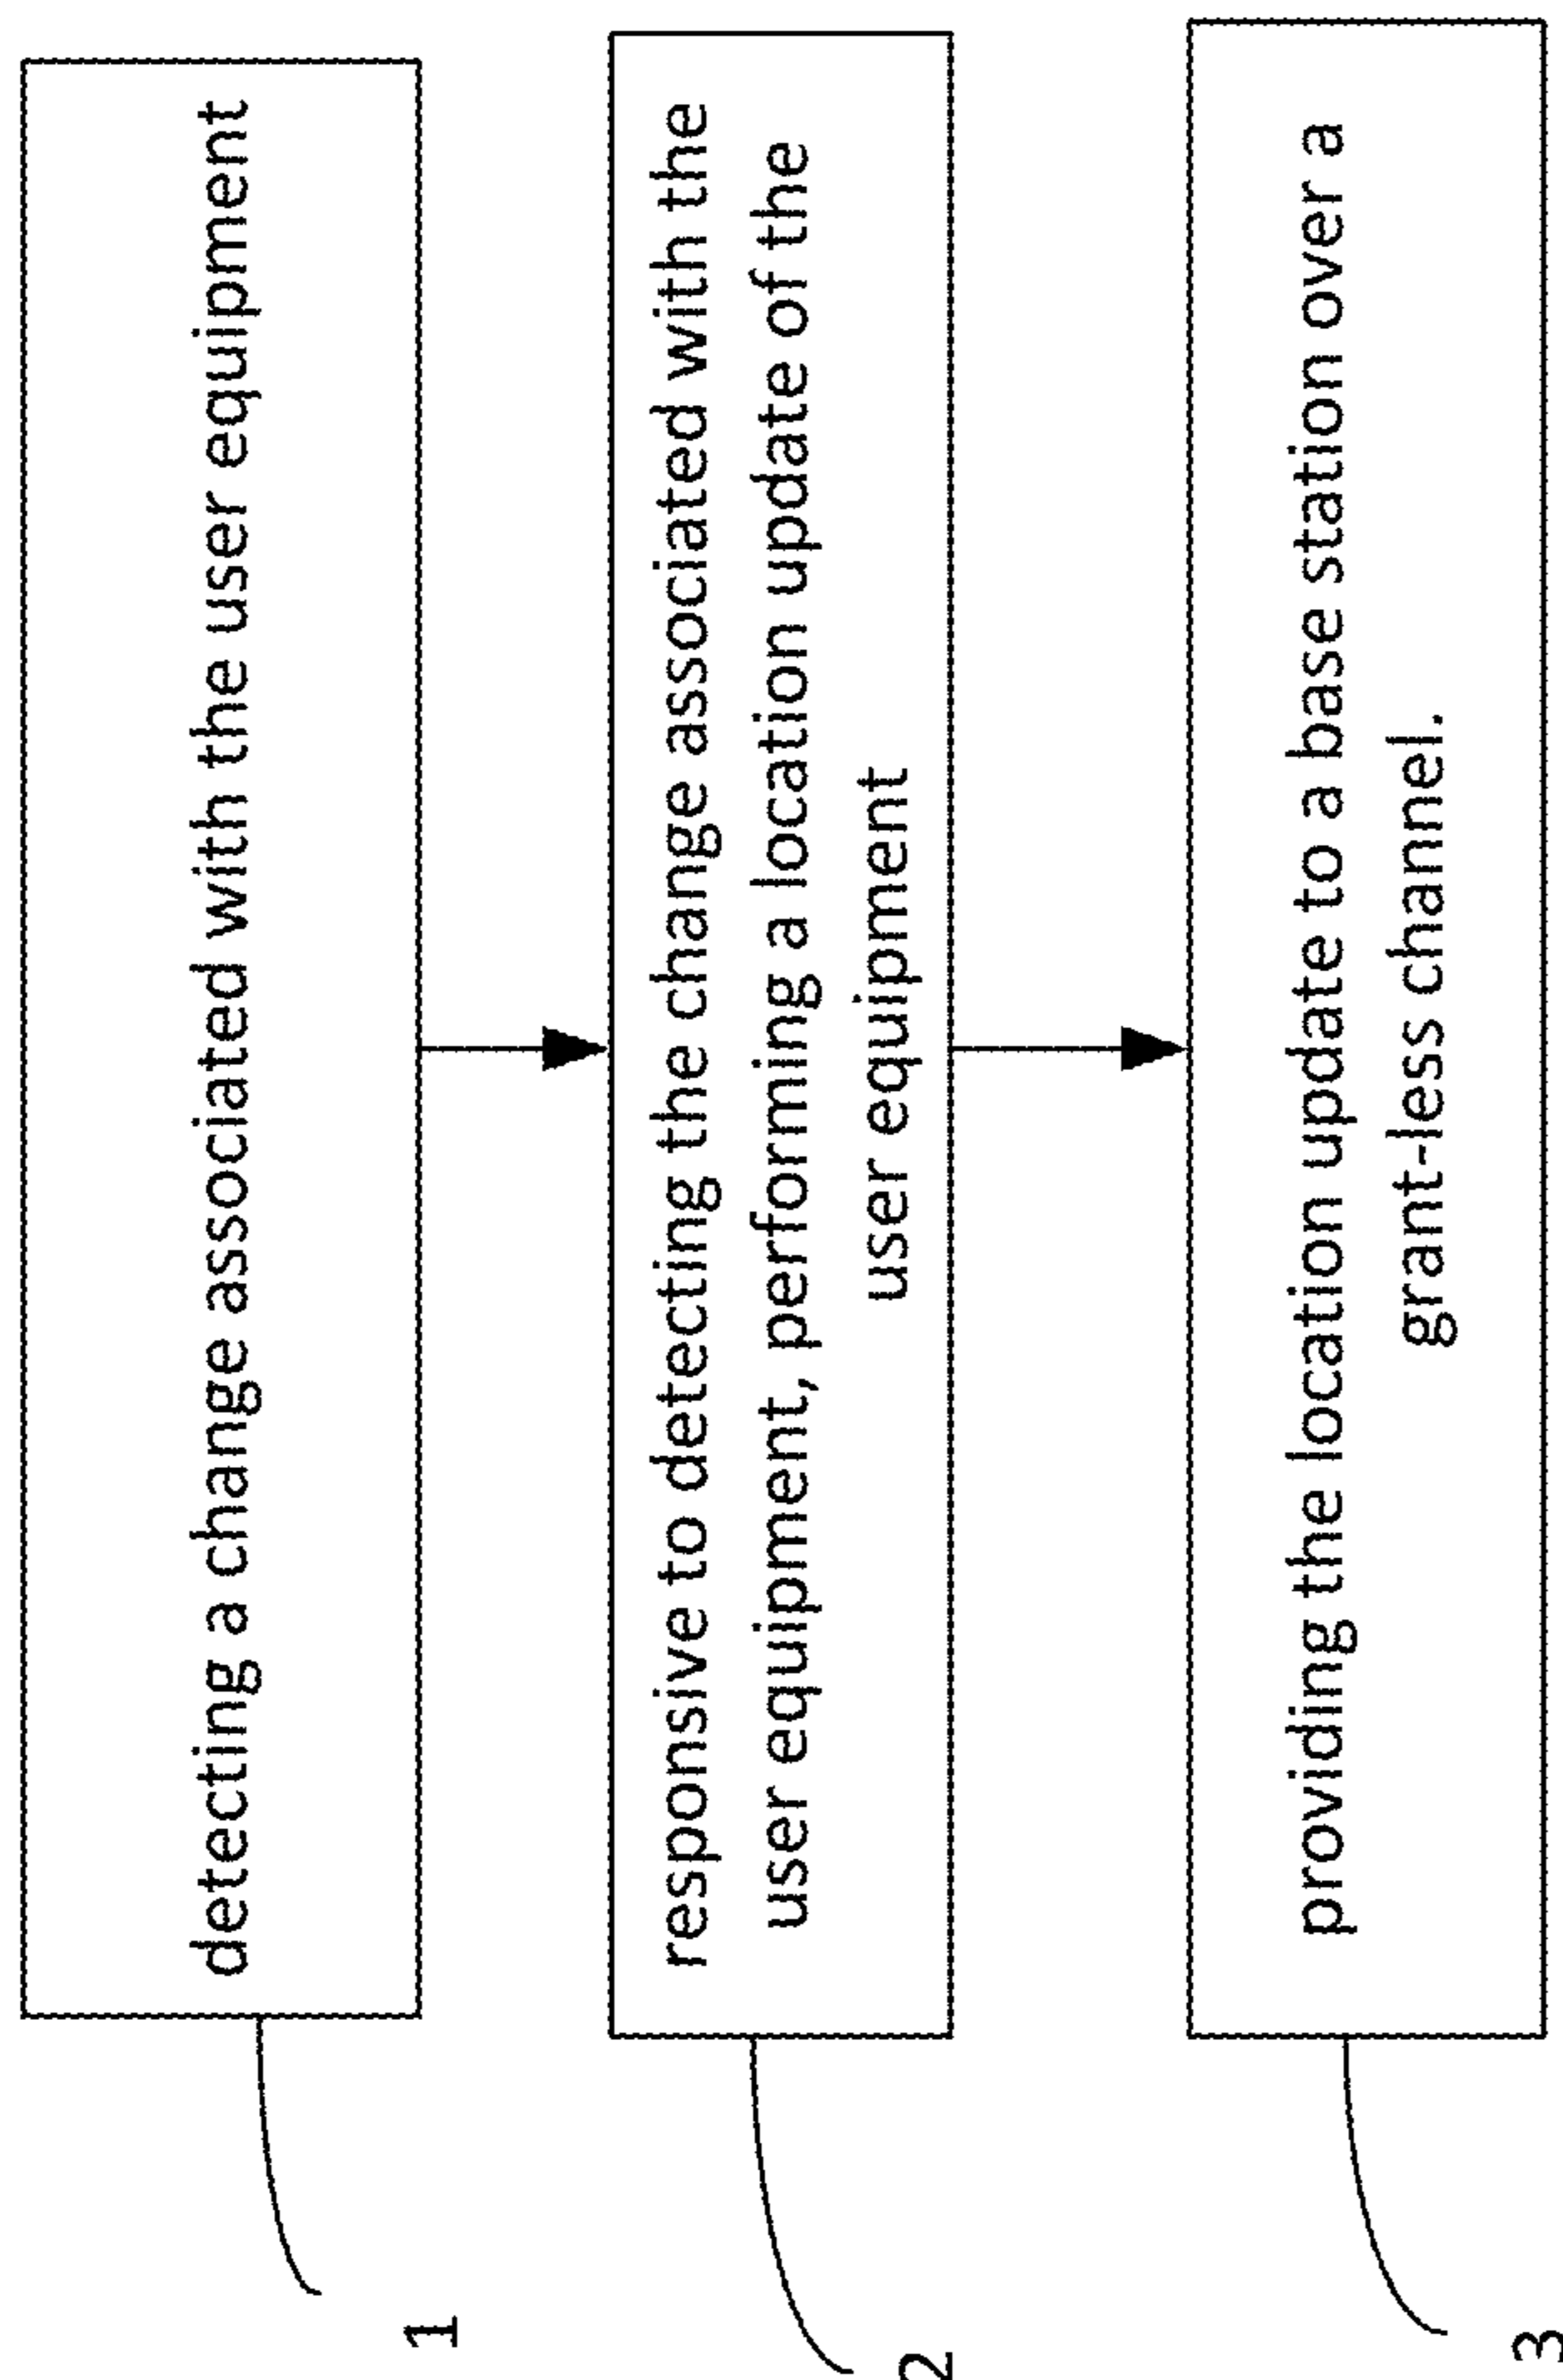 detecting a change associated with the user equipment
1
responsive to detecting the change associated with the
user equipment, performing a location update of the
user equipment
2
providing the location update to a base station over a
grant-less channel.
3